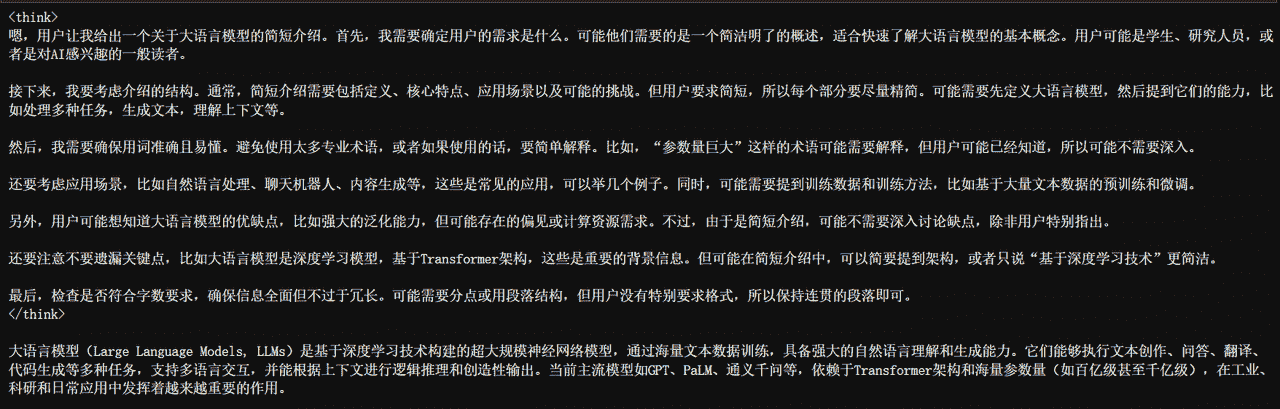 <think>
嗯，用户让我给出一个关于大语言模型的简短介绍。首先，我需要确定用户的需求是什么。可能他们需要的是一个简洁明了的概述，适合快速了解大语言模型的基本概念。用户可能是学生、研究人员，或
者是对AI感兴趣的一般读者。
接下来，我要考虑介绍的结构。通常，简短介绍需要包括定义、核心特点、应用场景以及可能的挑战。但用户要求简短，所以每个部分要尽量精简。可能需要先定义大语言模型，然后提到它们的能力，比
如处理多种任务，生成文本，理解上下文等。
然后，我需要确保用词准确且易懂。避免使用太多专业术语，或者如果使用的话，要简单解释。比如，“参数量巨大”这样的术语可能需要解释，但用户可能已经知道，所以可能不需要深入。
还要考虑应用场景，比如自然语言处理、聊天机器人、内容生成等，这些是常见的应用，可以举几个例子。同时，可能需要提到训练数据和训练方法，比如基于大量文本数据的预训练和微调。
另外，用户可能想知道大语言模型的优缺点，比如强大的泛化能力，但可能存在的偏见或计算资源需求。不过，由于是简短介绍，可能不需要深入讨论缺点，除非用户特别指出。
还要注意不要遗漏关键点，比如大语言模型是深度学习模型，基于Transformer架构，这些是重要的背景信息。但可能在简短介绍中，可以简要提到架构，或者只说“基于深度学习技术”更简洁。
最后，检查是否符合字数要求，确保信息全面但不过于冗长。可能需要分点或用段落结构，但用户没有特别要求格式，所以保持连贯的段落即可。
</think>
大语言模型（Large Language Models, LLMs）是基于深度学习技术构建的超大规模神经网络模型，通过海量文本数据训练，具备强大的自然语言理解和生成能力。它们能够执行文本创作、问答、翻译、
代码生成等多种任务，支持多语言交互，并能根据上下文进行逻辑推理和创造性输出。当前主流模型如GPT、PaLM、通义千问等，依赖于Transformer架构和海量参数量（如百亿级甚至千亿级），在工业、
科研和日常应用中发挥着越来越重要的作用。